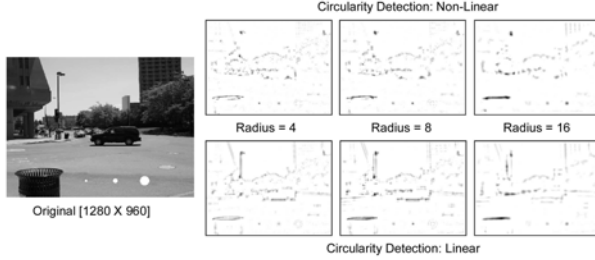 Circularity Detection: Non-Linear
Radius = 4
Radius = 8
Radius = 16
Original [1280 X 960]
Circularity Detection: Linear